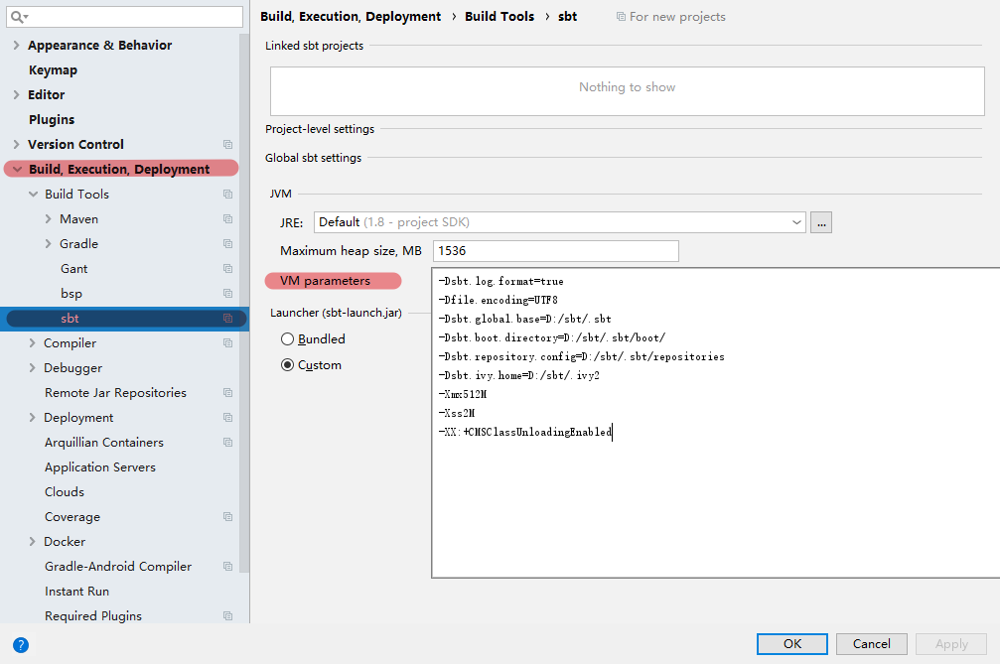 Appearance & Behavior
Keymap
Editor
Plugins
Version Control
Build, Execution, Deployment
Build Tools
Maven
Gradle
Gant
bsp
sbt
Compiler
Debugger
Remote Jar Repositories
Deployment
Arquillian Containers
Application Servers
Clouds
Coverage
Docker
Gradle-Android Compiler
Instant Run
Required Plugins
Build, Execution, Deployment › Build Tools › sbt For new projects
Linked sbt projects
Nothing to show
Project-level settings
Global sbt settings
JVM
JRE: Default (1.8 - project SDK) ...
Maximum heap size, MB 1536
VM parameters
-Dsbt.log.format=true
-Dfile.encoding=UTF8
-Dsbt.global.base=D:/sbt/.sbt
-Dsbt.boot.directory=D:/sbt/.sbt/boot/
-Dsbt.repository.config=D:/sbt/.sbt/repositories
-Dsbt.ivy.home=D:/sbt/.ivy2
-Xmx512M
-Xss2M
-XX:+CMSClassUnloadingEnabled
Launcher (sbt-launch.jar)
Bundled
Custom
? OK Cancel Apply